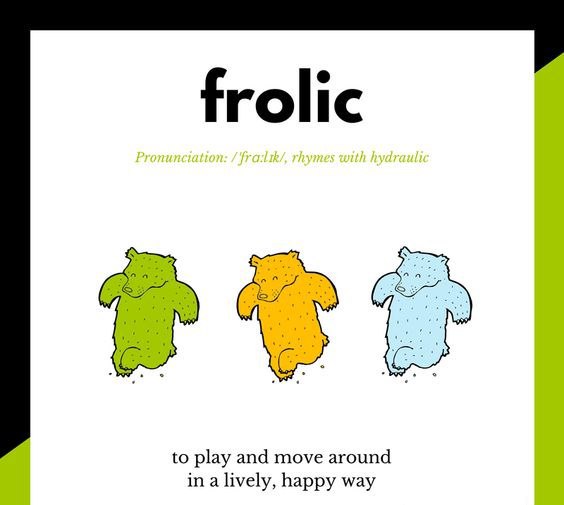 frolic
Pronunciation: /ˈfrɑːlɪk/, rhymes with hydraulic
to play and move around
in a lively, happy way